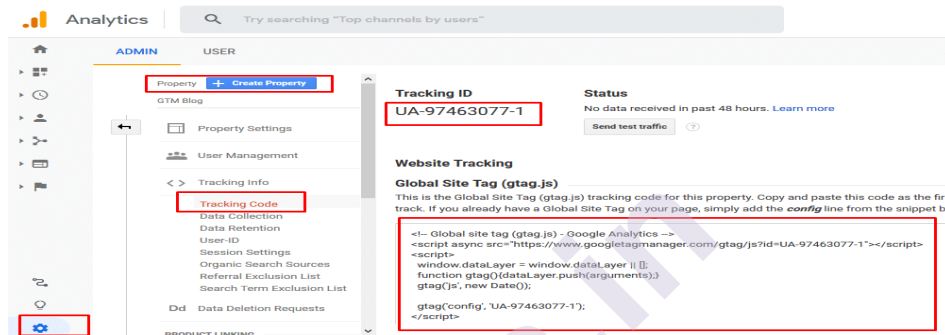 Analytics
Try searching "Top channels by users"
ADMIN USER
Property + Create Property
GTM Blog
Property Settings
User Management
< > Tracking Info
Tracking Code
Data Collection
Data Retention
User-ID
Session Settings
Organic Search Sources
Referral Exclusion List
Search Term Exclusion List
Dd Data Deletion Requests
PRODUCT LINKING
Tracking ID
UA-97463077-1
Status
No data received in past 48 hours. Learn more
Send test traffic ?
Website Tracking
Global Site Tag (gtag.js)
This is the Global Site Tag (gtag.js) tracking code for this property. Copy and paste this code as the fir
track. If you already have a Global Site Tag on your page, simply add the config line from the snippet b
<!-- Global site tag (gtag.js) - Google Analytics -->
<script async src="https://www.googletagmanager.com/gtag/js?id=UA-97463077-1"></script>
<script>
window.dataLayer = window.dataLayer || [];
function gtag(){dataLayer.push(arguments);}
gtag('js', new Date());
gtag('config', 'UA-97463077-1');
</script>